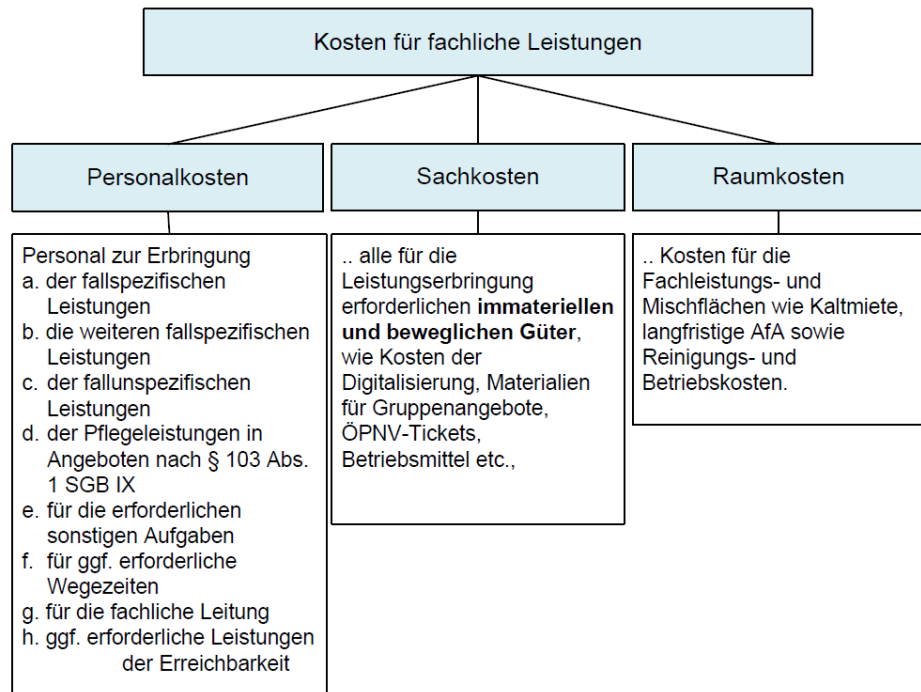 Kosten für fachliche Leistungen
Personalkosten
Personal zur Erbringung
a. der fallspezifischen
Leistungen
b. die weiteren fallspezifischen
Leistungen
c. der fallunspezifischen
Leistungen
d. der Pflegeleistungen in
Angeboten nach § 103 Abs.
1 SGB IX
e. für die erforderlichen
sonstigen Aufgaben
f. für ggf. erforderliche
Wegezeiten
g. für die fachliche Leitung
h. ggf. erforderliche Leistungen
der Erreichbarkeit
Sachkosten
.. alle für die
Leistungserbringung
erforderlichen immateriellen
und beweglichen Güter,
wie Kosten der
Digitalisierung, Materialien
für Gruppenangebote,
ÖPNV-Tickets,
Betriebsmittel etc.,
Raumkosten
.. Kosten für die
Fachleistungs- und
Mischflächen wie Kaltmiete,
langfristige AfA sowie
Reinigungs- und
Betriebskosten.